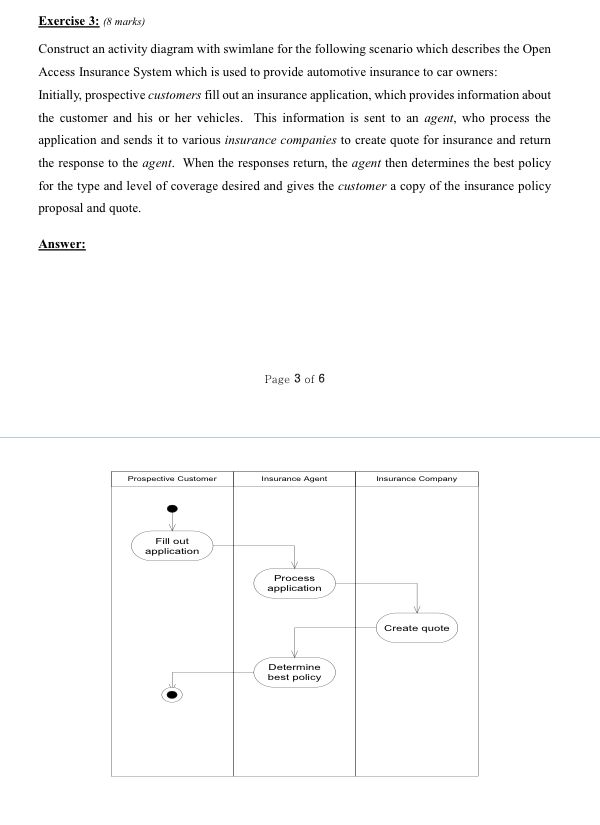 Exercise 3: (8 marks)
Construct an activity diagram with swimlane for the following scenario which describes the Open
Access Insurance System which is used to provide automotive insurance to car owners:
Initially, prospective customers fill out an insurance application, which provides information about
the customer and his or her vehicles. This information is sent to an agent, who process the
application and sends it to various insurance companies to create quote for insurance and return
the response to the agent. When the responses return, the agent then determines the best policy
for the type and level of coverage desired and gives the customer a copy of the insurance policy
proposal and quote.
Answer:
Page 3 of 6
Prospective Customer
Insurance Agent
Insurance Company
Fill out
application
Process
application
Create quote
Determine
best policy